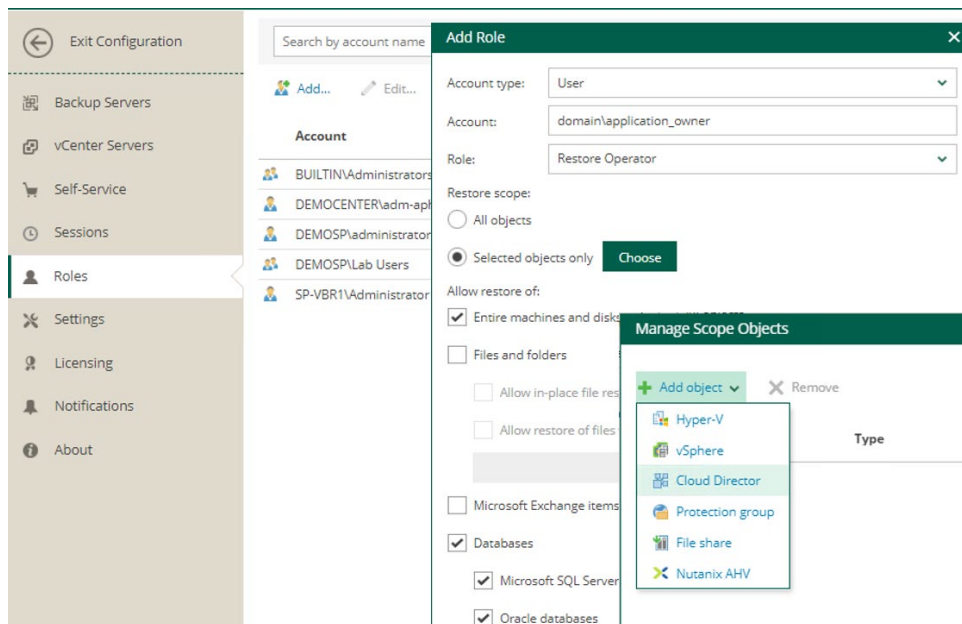 Exit Configuration
Backup Servers
vCenter Servers
Self-Service
Sessions
Roles
Settings
Licensing
Notifications
About
Search by account name
Add...
Edit...
Account
BUILTIN\Administrators
DEMOCENTER\adm-aph
DEMOSP\administrator
DEMOSP\Lab Users
SP-VBR1\Administrator
Add Role
Account type:
User
Account:
domain\application_owner
Role:
Restore Operator
Restore scope:
All objects
Selected objects only
Choose
Allow restore of:
Entire machines and disks
Files and folders
Allow in-place file res
Allow restore of files
Microsoft Exchange items
Databases
Microsoft SQL Server
Oracle databases
Manage Scope Objects
Add object
Remove
Type
Hyper-V
vSphere
Cloud Director
Protection group
File share
Nutanix AHV